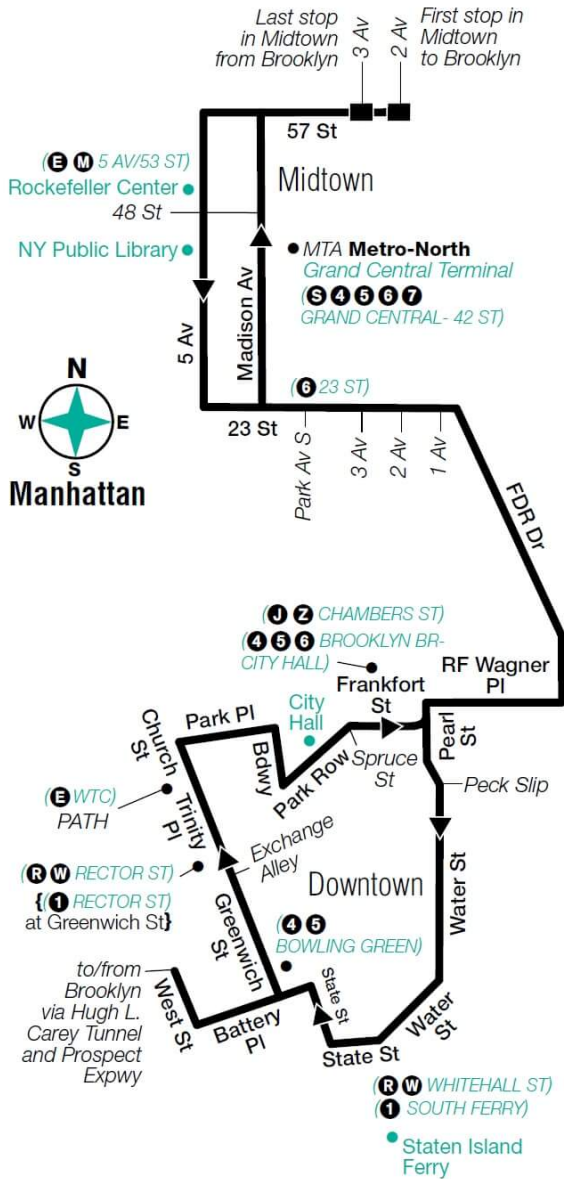 Last stop
in Midtown
from Brooklyn
3 Av
2 Av
First stop in
Midtown
to Brooklyn
57 St
(E M 5 AV/53 ST)
Rockefeller Center
48 St
Midtown
NY Public Library
MTA Metro-North
Grand Central Terminal
(S 4 5 6 7
GRAND CENTRAL- 42 ST)
5 Av
Madison Av
(6 23 ST)
23 St
Park Av S
3 Av
2 Av
1 Av
N
W
E
S
Manhattan
FDR Dr
(J Z CHAMBERS ST)
(4 5 6 BROOKLYN BR-
CITY HALL)
RF Wagner
Pl
Frankfort
St
City
Hall
Park Pl
Church
St
Bdwy
Park Row
Spruce
St
Pearl
St
Peck Slip
(E WTC)
PATH
Trinity
Pl
Exchange
Alley
(R W RECTOR ST)
{(1 RECTOR ST)
at Greenwich St}
Downtown
Water St
Greenwich
St
(4 5
BOWLING GREEN)
to/from
Brooklyn
via Hugh L.
Carey Tunnel
and Prospect
Expwy
West St
Battery
Pl
State St
State St
Water
St
(R W WHITEHALL ST)
(1 SOUTH FERRY)
Staten Island
Ferry